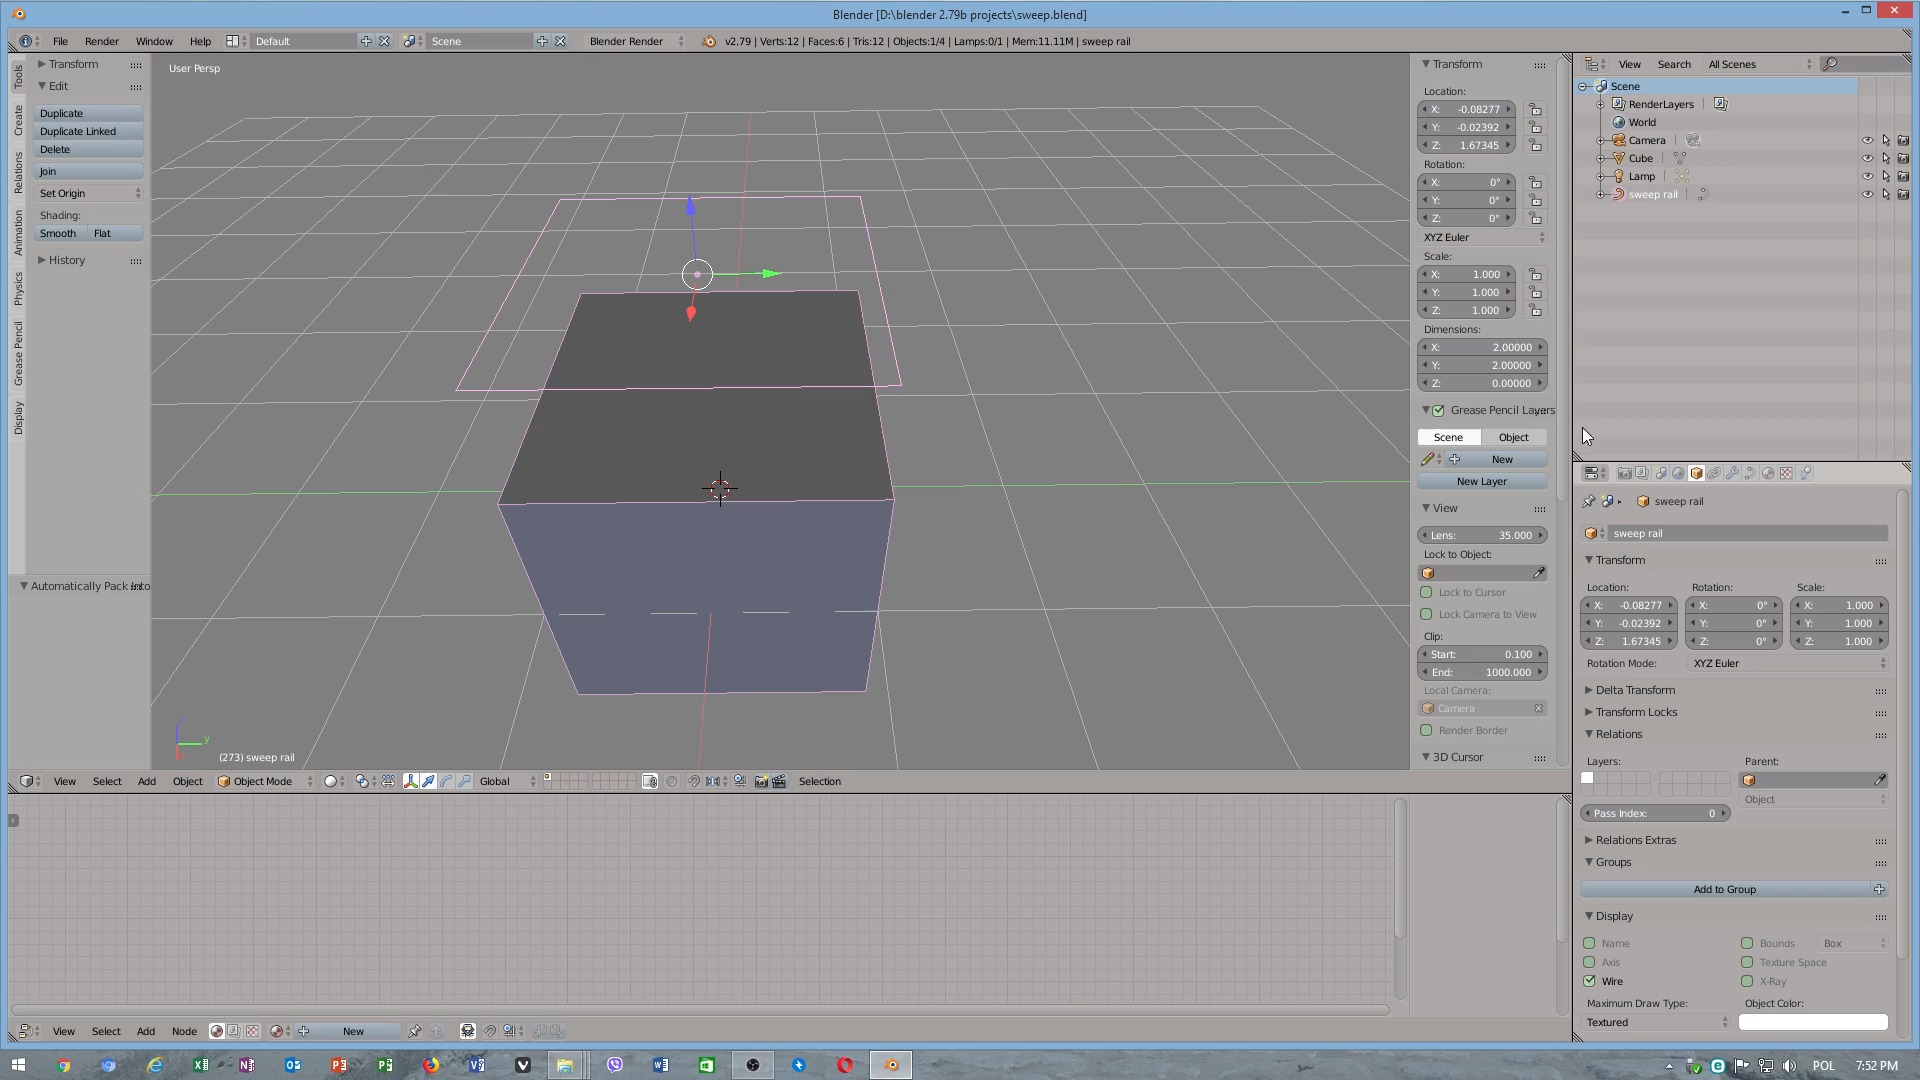 Blender [D:\blender 2.79b projects\sweep.blend]
File Render Window Help Default Scene Blender Render v2.79 | Verts:12 | Faces:6 | Tris:12 | Objects:1/4 | Lamps:0/1 | Mem:11.11M | sweep rail
Tools
Create
Relations
Animation
Physics
Grease Pencil
Display
Transform
Edit
Duplicate
Duplicate Linked
Delete
Join
Set Origin
Shading:
Smooth Flat
History
Automatically Pack Into
User Persp
z
y
(273) sweep rail
Transform
Location:
X: -0.08277
Y: -0.02392
Z: 1.67345
Rotation:
X: 0°
Y: 0°
Z: 0°
XYZ Euler
Scale:
X: 1.000
Y: 1.000
Z: 1.000
Dimensions:
X: 2.00000
Y: 2.00000
Z: 0.00000
Grease Pencil Layers
Scene Object
New
New Layer
View
Lens: 35.000
Lock to Object:
Lock to Cursor
Lock Camera to View
Clip:
Start: 0.100
End: 1000.000
Local Camera:
Camera
Render Border
3D Cursor
View Select Add Object Object Mode Global Selection
View Select Add Node New
View Search All Scenes
Scene
RenderLayers
World
Camera
Cube
Lamp
sweep rail
sweep rail
sweep rail
Transform
Location: Rotation: Scale:
X: -0.08277 X: 0° X: 1.000
Y: -0.02392 Y: 0° Y: 1.000
Z: 1.67345 Z: 0° Z: 1.000
Rotation Mode: XYZ Euler
Delta Transform
Transform Locks
Relations
Layers: Parent:
Object
Pass Index: 0
Relations Extras
Groups
Add to Group
Display
Name Bounds Box
Axis Texture Space
Wire X-Ray
Maximum Draw Type: Object Color:
Textured
POL 7:52 PM